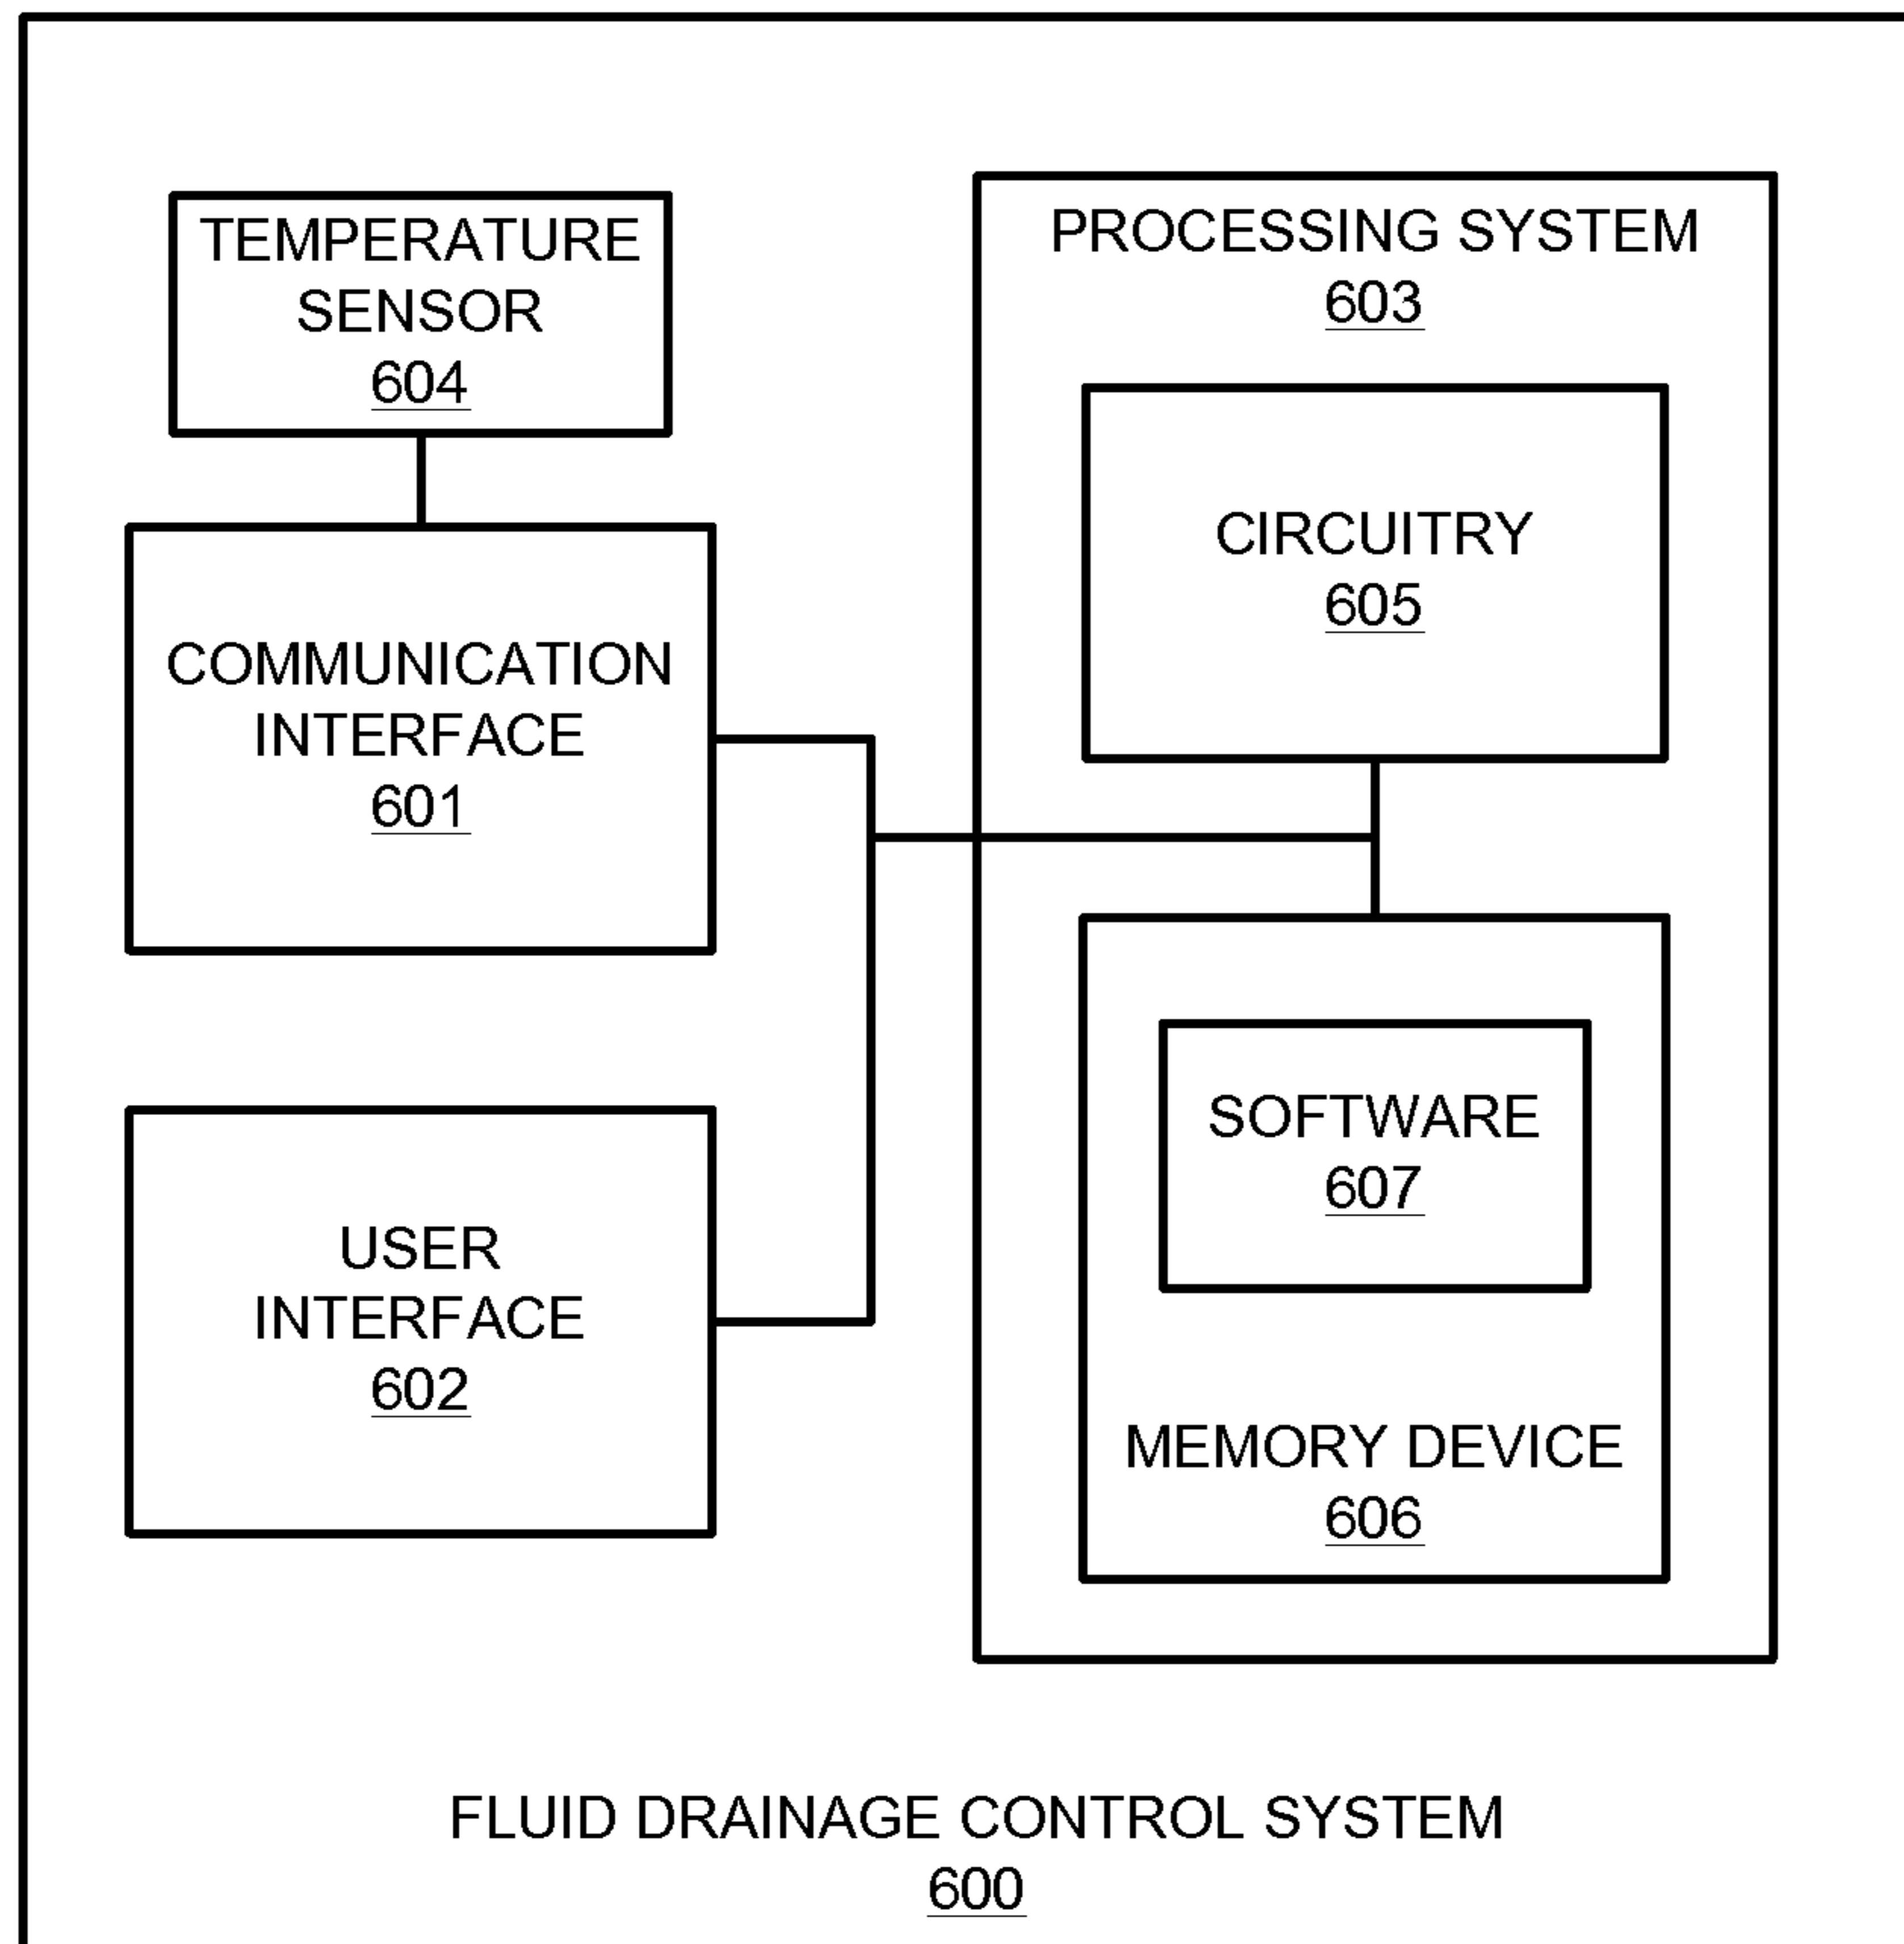 TEMPERATURE
SENSOR
604
COMMUNICATION
INTERFACE
601
USER
INTERFACE
602
PROCESSING SYSTEM
603
CIRCUITRY
605
SOFTWARE
607
MEMORY DEVICE
606
FLUID DRAINAGE CONTROL SYSTEM
600